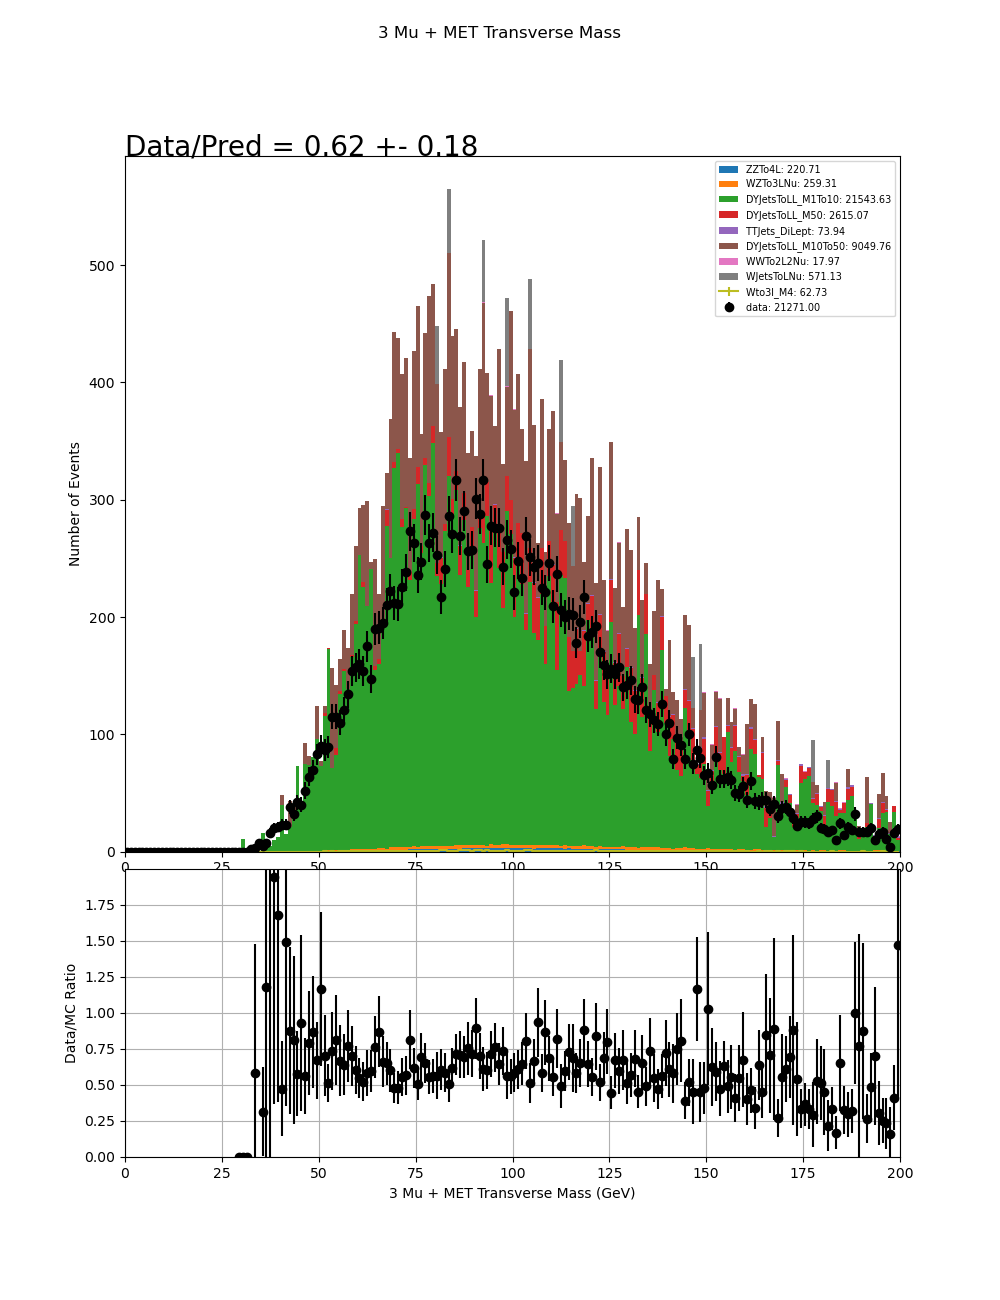 3 Mu + MET Transverse Mass
Data/Pred = 0.62 +- 0.18
ZZTo4L: 220.71
WZTo3LNu: 259.31
DYJetsToLL_M1To10: 21543.63
DYJetsToLL_M50: 2615.07
TTJets_DiLept: 73.94
DYJetsToLL_M10To50: 9049.76
WWTo2L2Nu: 17.97
WJetsToLNu: 571.13
Wto3l_M4: 62.73
data: 21271.00
Number of Events
500
400
300
200
100
0
0 25 50 75 100 125 150 175 200
Data/MC Ratio
1.75
1.50
1.25
1.00
0.75
0.50
0.25
0.00
0 25 50 75 100 125 150 175 200
3 Mu + MET Transverse Mass (GeV)